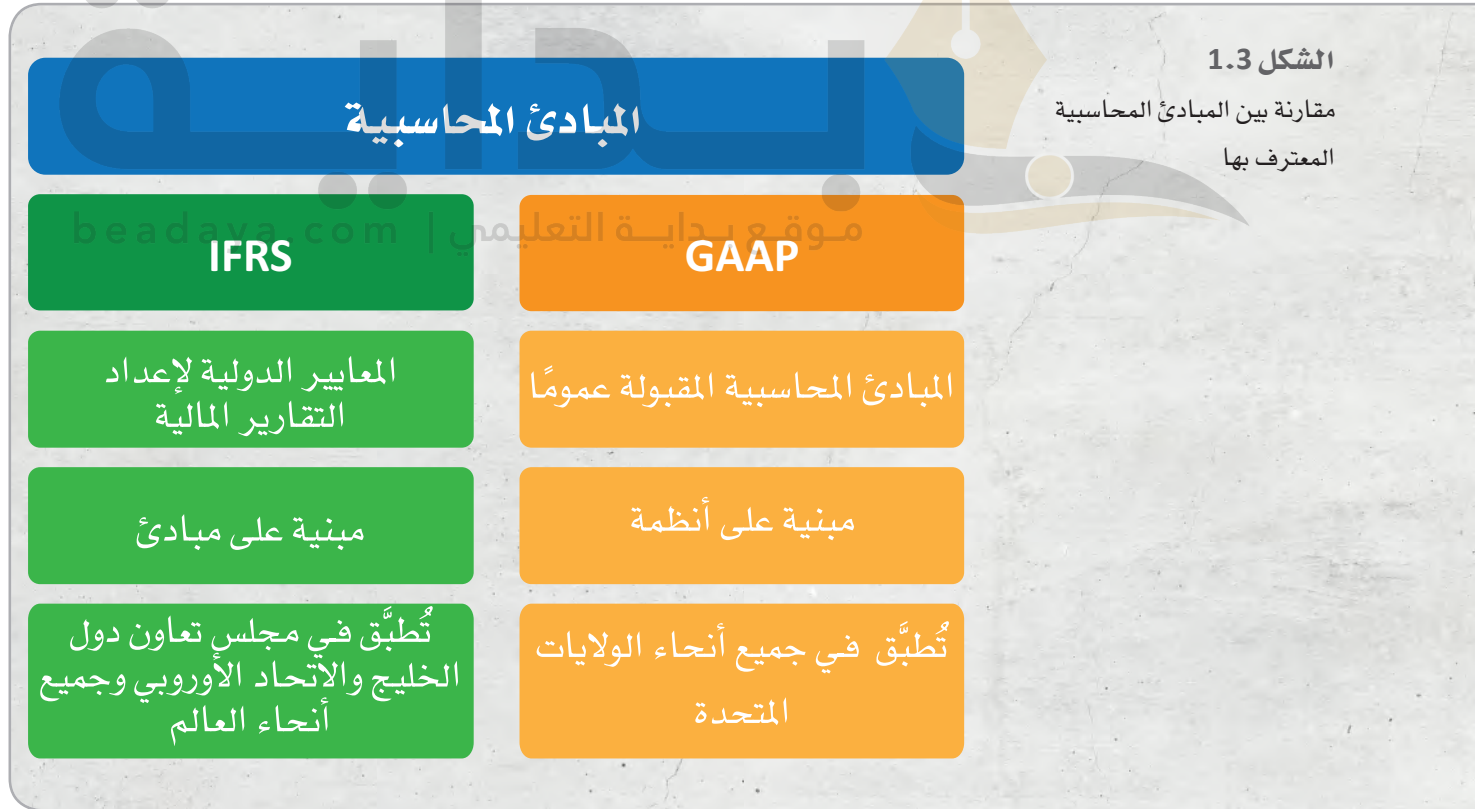 الشكل 1.3
مقارنة بين المبادئ المحاسبية
المعترف بها
المبادئ المحاسبية
GAAP
المبادئ المحاسبية المقبولة عمومًا
مبنية على أنظمة
تُطبَّق في جميع أنحاء الولايات
المتحدة
IFRS
المعايير الدولية لإعداد
التقارير المالية
مبنية على مبادئ
تُطبَّق في مجلس تعاون دول
الخليج والاتحاد الأوروبي وجميع
أنحاء العالم
بداية
موقع بداية التعليمي | beadaya.com